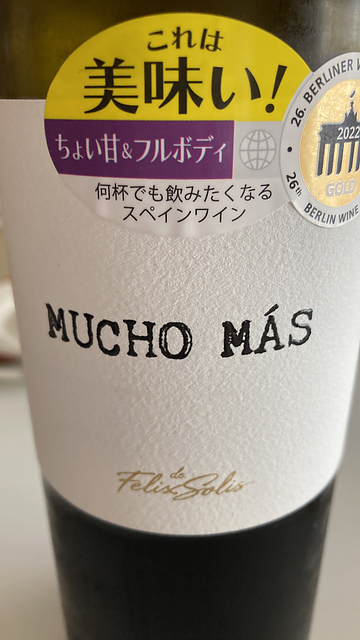 これは
美味い!
ちょい甘&フルボディ
何杯でも飲みたくなる
スペインワイン
26. BERLINER W
2022
GOLD
26th
BERLIN WINE
MUCHO MÁS
de
Felix Solís